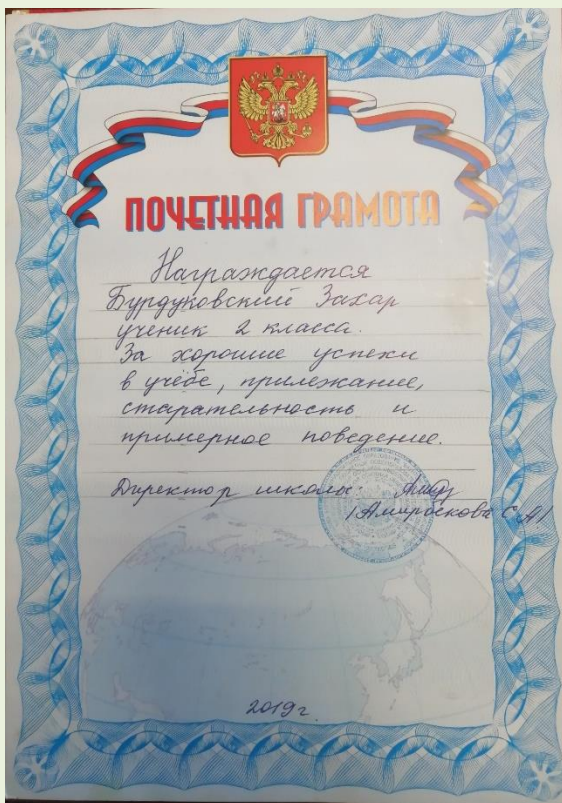 ПОЧЕТНАЯ ГРАМОТА
Награждается
Бурдуковский Захар
ученик 2 класса.
За хорошие успехи
в учёбе, прилежание,
старательность и
примерное поведение.
Директор школы:
2019г.